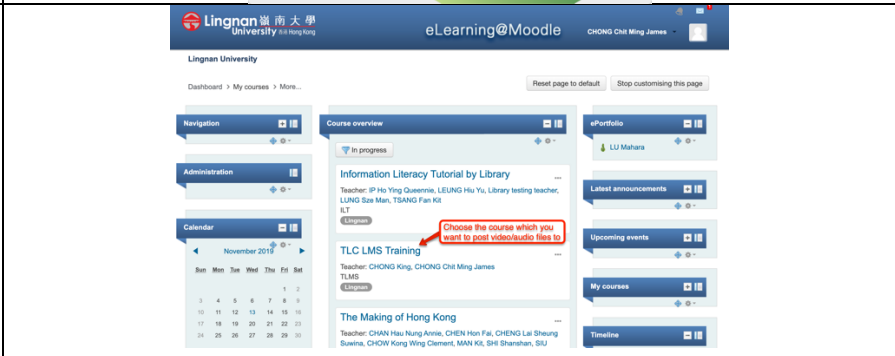 Lingnan 嶺南大學
University
Hong Kong
eLearning@Moodle
CHONG Chit Ming James
Lingnan University
Dashboard > My courses > More...
Reset page to default
Stop customising this page
Navigation
Administration
Calendar
November 2019
Sun Mon Tue Wed Thu Fri Sat
1 2
3 4 5 6 7 8 9
10 11 12 13 14 15 16
17 18 19 20 21 22 23
24 25 26 27 28 29 30
Course overview
In progress
Information Literacy Tutorial by Library
...
Teacher: IP Ho Ying Queennie, LEUNG Hiu Yu, Library testing teacher,
LUNG Sze Man, TSANG Fan Kit
ILT
Lingnan
Choose the course which you
want to post video/audio files to
TLC LMS Training
...
Teacher: CHONG King, CHONG Chit Ming James
TLMS
Lingnan
The Making of Hong Kong
...
Teacher: CHAN Hau Nung Annie, CHEN Hon Fai, CHENG Lai Sheung
Suwina, CHOW Kong Wing Clement, MAN Kit, SHI Shanshan, SIU
ePortfolio
LU Mahara
Latest announcements
Upcoming events
My courses
Timeline